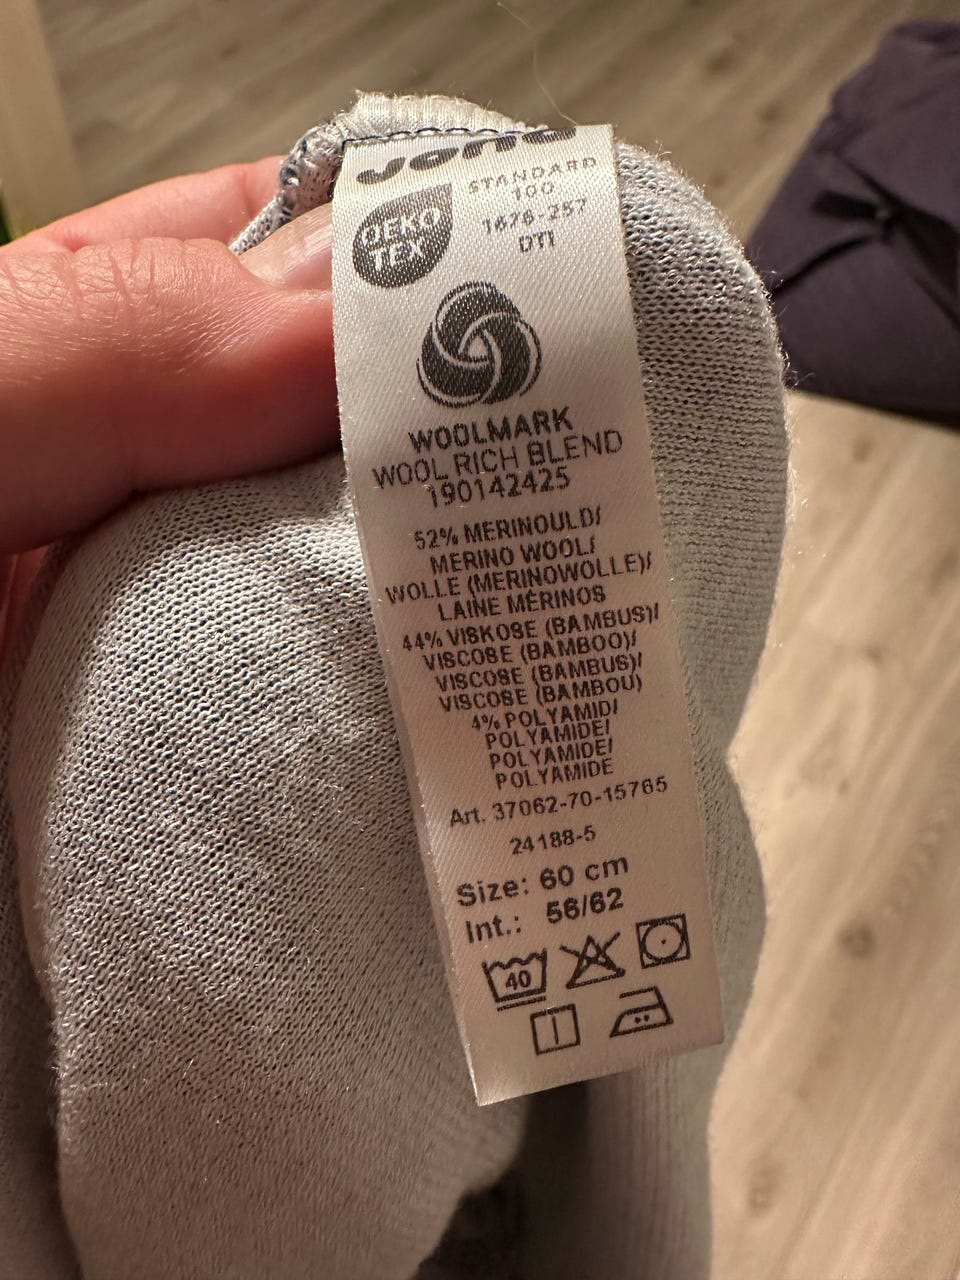 OEKO
TEX
STANDARD
100
1676-257
DTI
WOOLMARK
WOOL RICH BLEND
190142425
52% MERINOULD/
MERINO WOOL/
WOLLE (MERINOWOLLE)/
LAINE MÉRINOS
44% VISKOSE (BAMBUS)/
VISCOSE (BAMBOO)/
VISCOSE (BAMBUS)/
VISCOSE (BAMBOU)
4% POLYAMID/
POLYAMIDE/
POLYAMIDE/
POLYAMIDE
Art. 37062-70-15765
24188-5
Size: 60 cm
Int.: 56/62
40